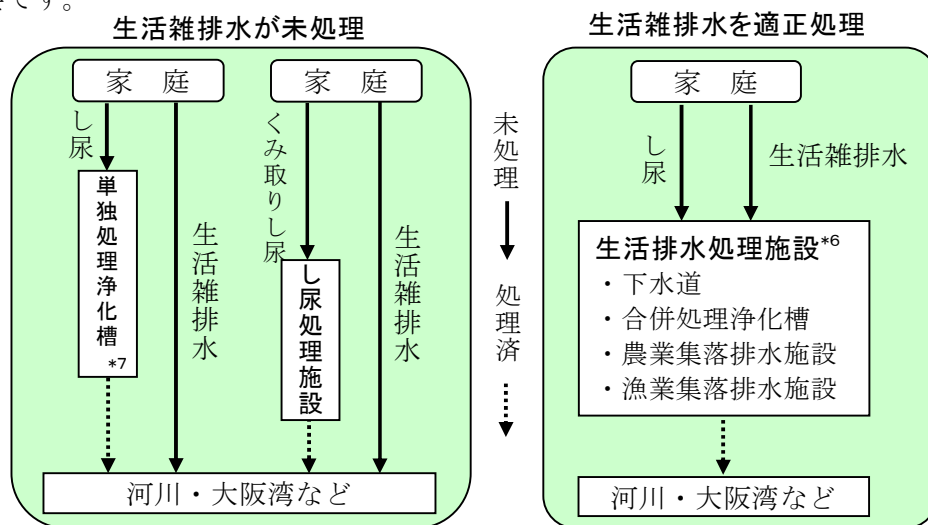 です。
生活雑排水が未処理
家　庭
し尿
単独処理浄化槽
*7
生活雑排水
家　庭
くみ取りし尿
し尿処理施設
生活雑排水
河川・大阪湾など
未処理
処理済
生活雑排水を適正処理
家　庭
し尿
生活雑排水
生活排水処理施設*6
・下水道
・合併処理浄化槽
・農業集落排水施設
・漁業集落排水施設
河川・大阪湾など